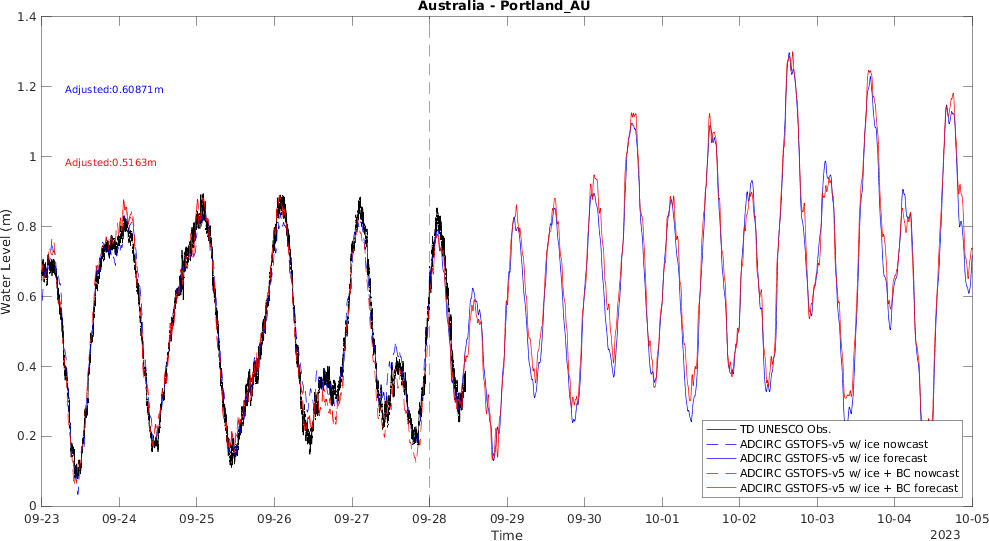 Australia - Portland_AU
1.4
1.2
1
0.8
0.6
0.4
0.2
0
Water Level (m)
Adjusted:0.60871m
Adjusted:0.5163m
TD UNESCO Obs.
ADCIRC GSTOFS-v5 w/ ice nowcast
ADCIRC GSTOFS-v5 w/ ice forecast
ADCIRC GSTOFS-v5 w/ ice + BC nowcast
ADCIRC GSTOFS-v5 w/ ice + BC forecast
09-23 09-24 09-25 09-26 09-27 09-28 09-29 09-30 10-01 10-02 10-03 10-04 10-05
Time
2023